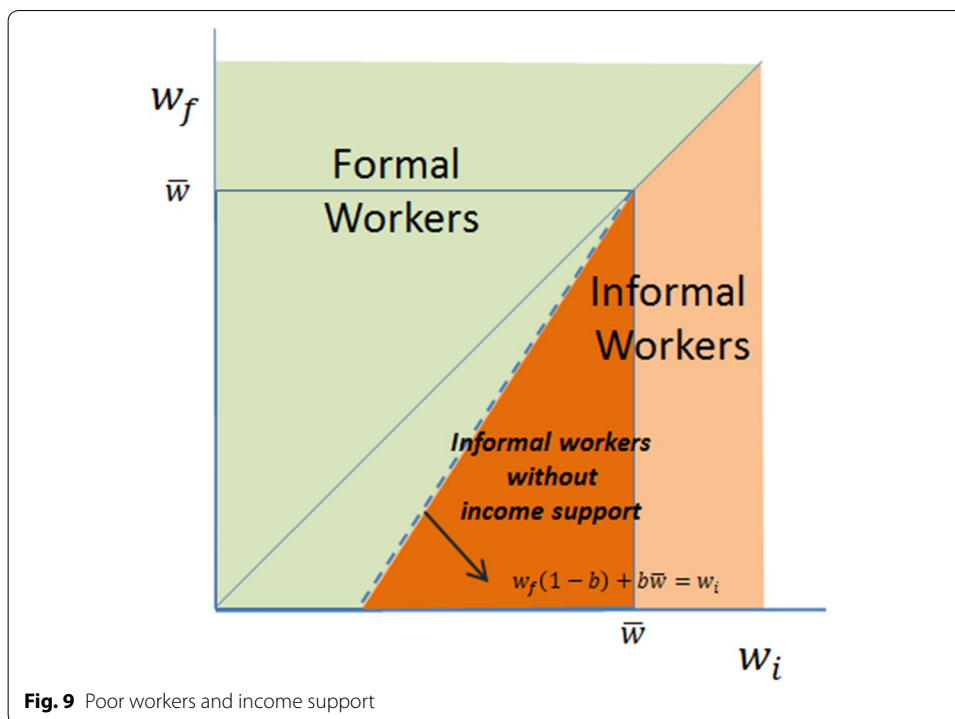 w_f
w̄
Formal
Workers
Informal
Workers
Informal workers
without
income support
w_f(1 − b) + bw̄ = w_i
w̄
w_i
Fig. 9 Poor workers and income support